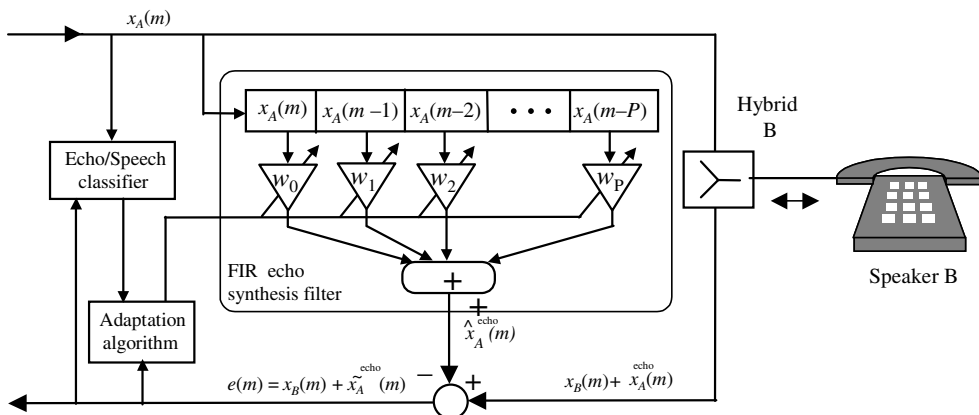 x_A(m)
x_A(m) x_A(m −1) x_A(m–2) • • • x_A(m–P)
Hybrid
B
Echo/Speech
classifier
w_0 w_1 w_2 w_P
FIR echo
synthesis filter
+
+
Speaker B
Adaptation
algorithm
x̂_A^echo(m)
e(m) = x_B(m) + x̃_A^echo(m) – + x_B(m)+ x_A^echo(m)